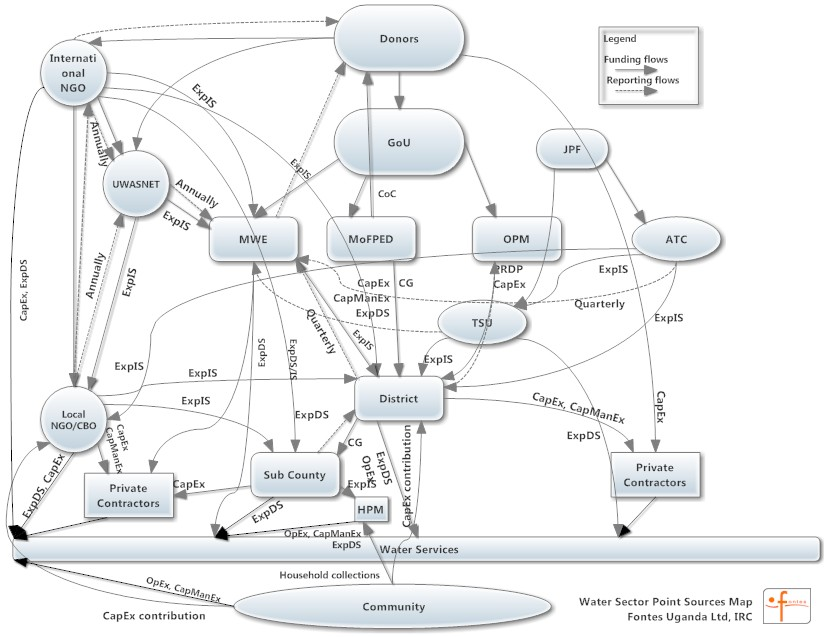 Donors
Internati
onal
NGO
Legend
Funding flows
Reporting flows
ExpIS
Annually
GoU
JPF
ExpIS
UWASNET
Annually
ExpIS
CoC
MWE
MoFPED
OPM
ATC
CapEx, ExpDS
Annually
ExpIS
PRDP
CapEx
ExpIS
CapEx
CapManEx
ExpDS
CG
Quarterly
TSU
Quarterly
ExpIS
ExpIS
ExpDS
ExpDS/IS
ExpIS
ExpIS
ExpIS
ExpIS
District
CapEx, CapManEx
CapEx
Local
NGO/CBO
ExpDS
CapEx
CapManEx
CG
ExpDS
OpEx
CapEx contribution
ExpDS
ExpDS, CapEx
Private
Contractors
CapEx
Sub County
ExpIS
HPM
Private
Contractors
ExpDS
OpEx, CapManEx
ExpDS
Water Services
Household collections
OpEx, CapManEx
CapEx contribution
Community
Water Sector Point Sources Map
Fontes Uganda Ltd, IRC
fontes